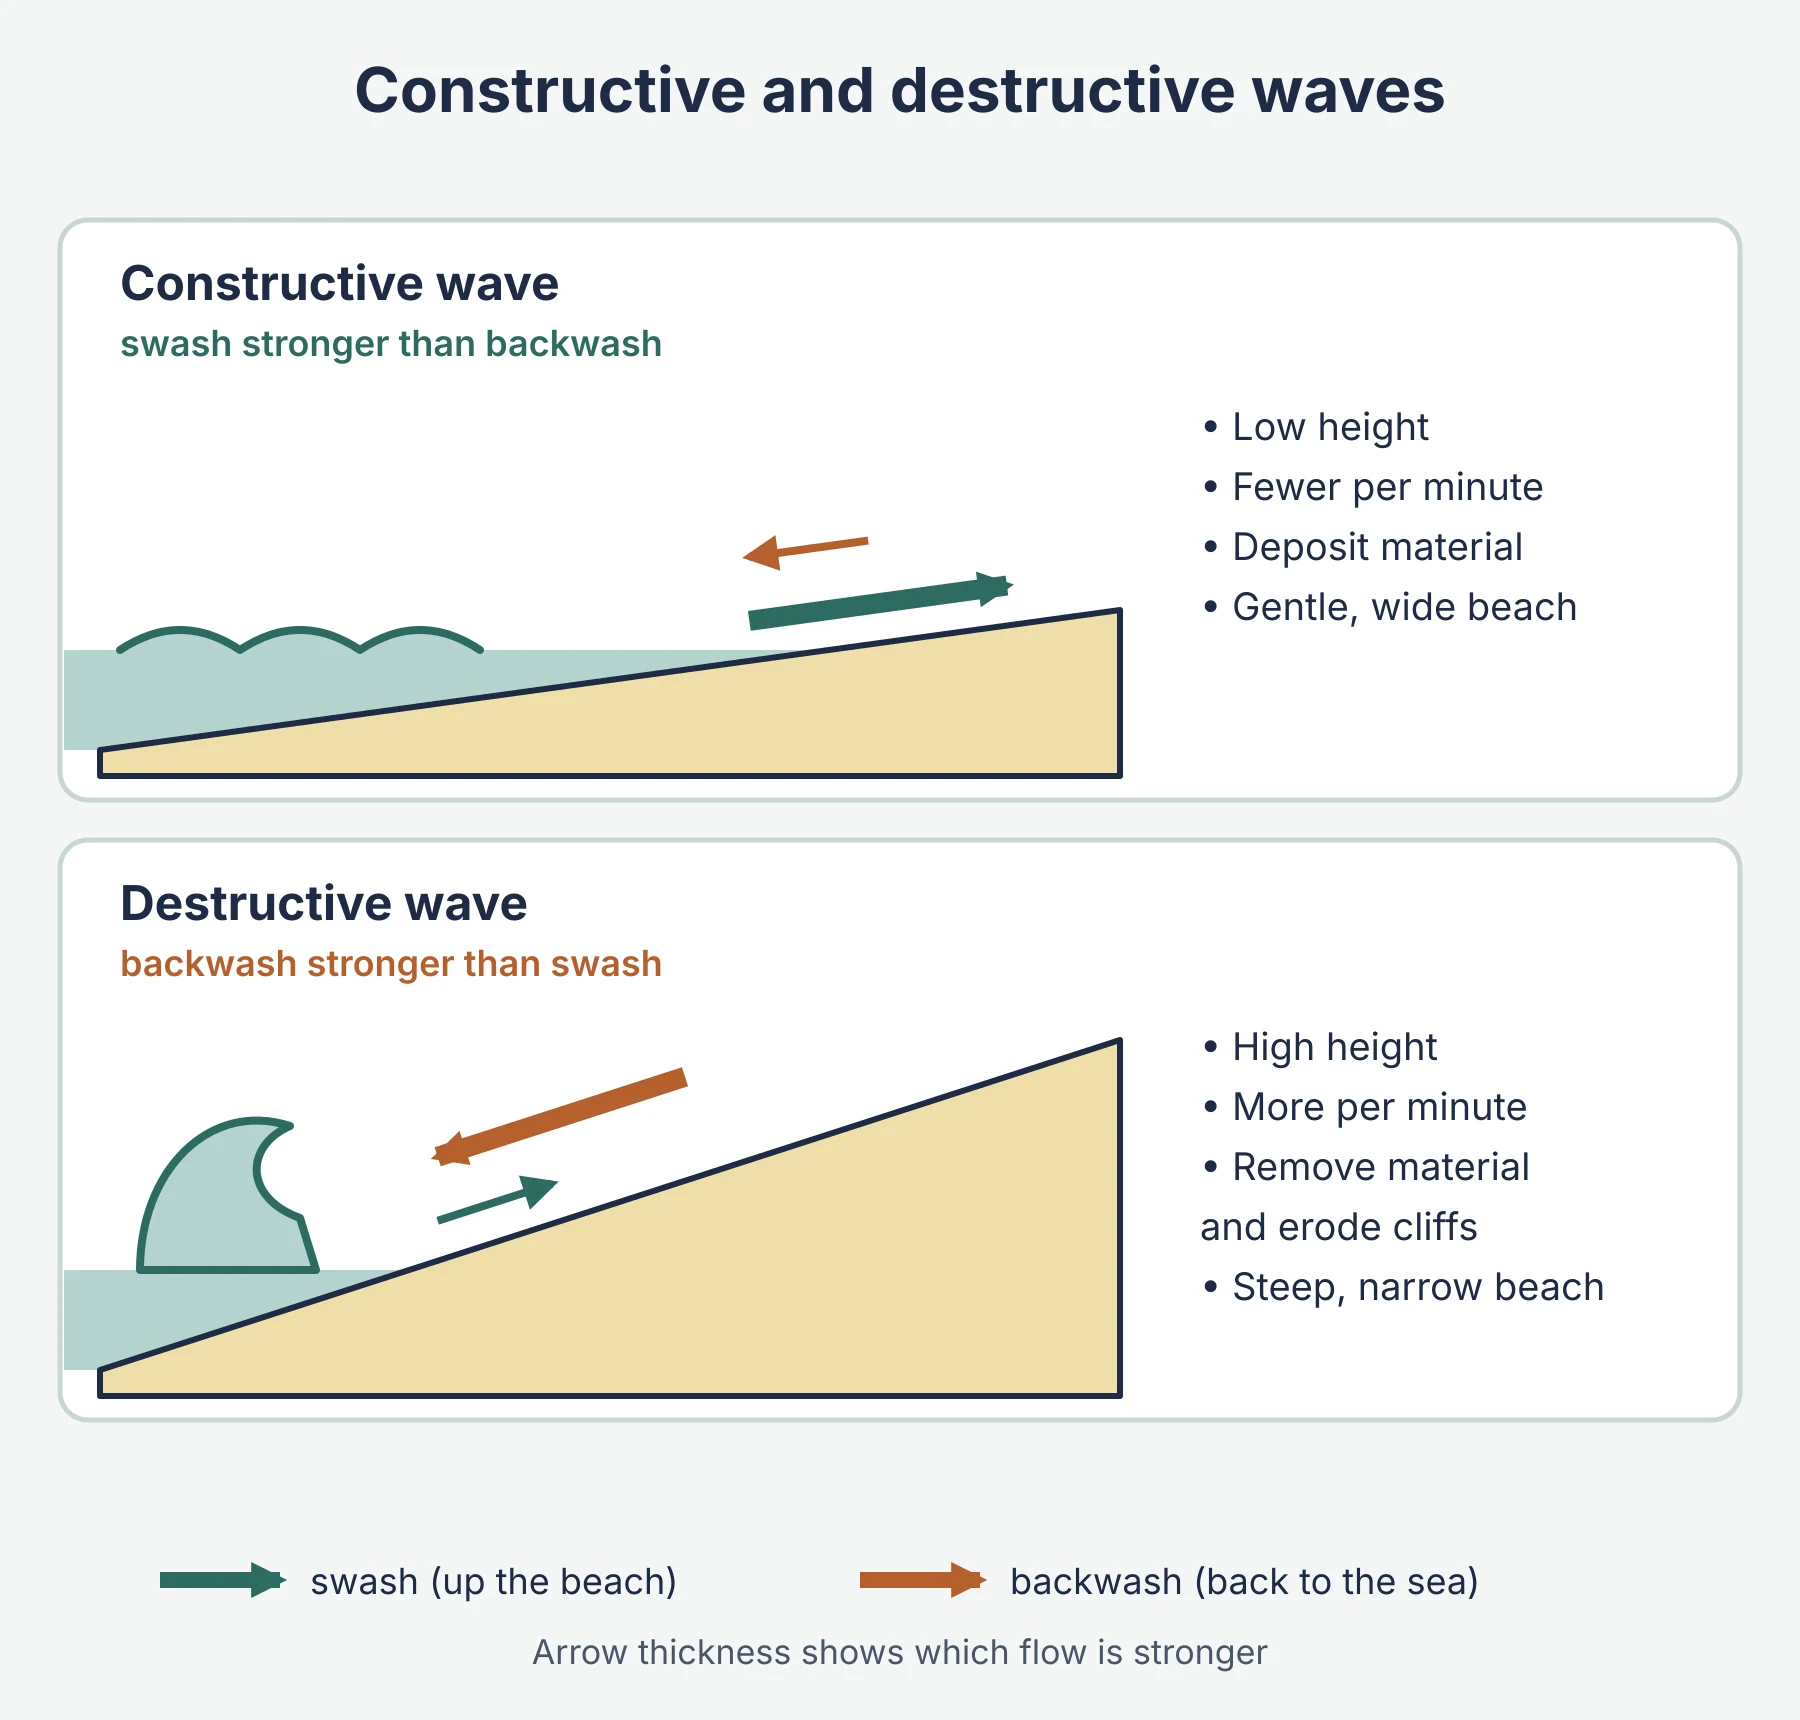 Constructive and destructive waves
Constructive wave
swash stronger than backwash
• Low height
• Fewer per minute
• Deposit material
• Gentle, wide beach
Destructive wave
backwash stronger than swash
• High height
• More per minute
• Remove material
and erode cliffs
• Steep, narrow beach
swash (up the beach)
backwash (back to the sea)
Arrow thickness shows which flow is stronger